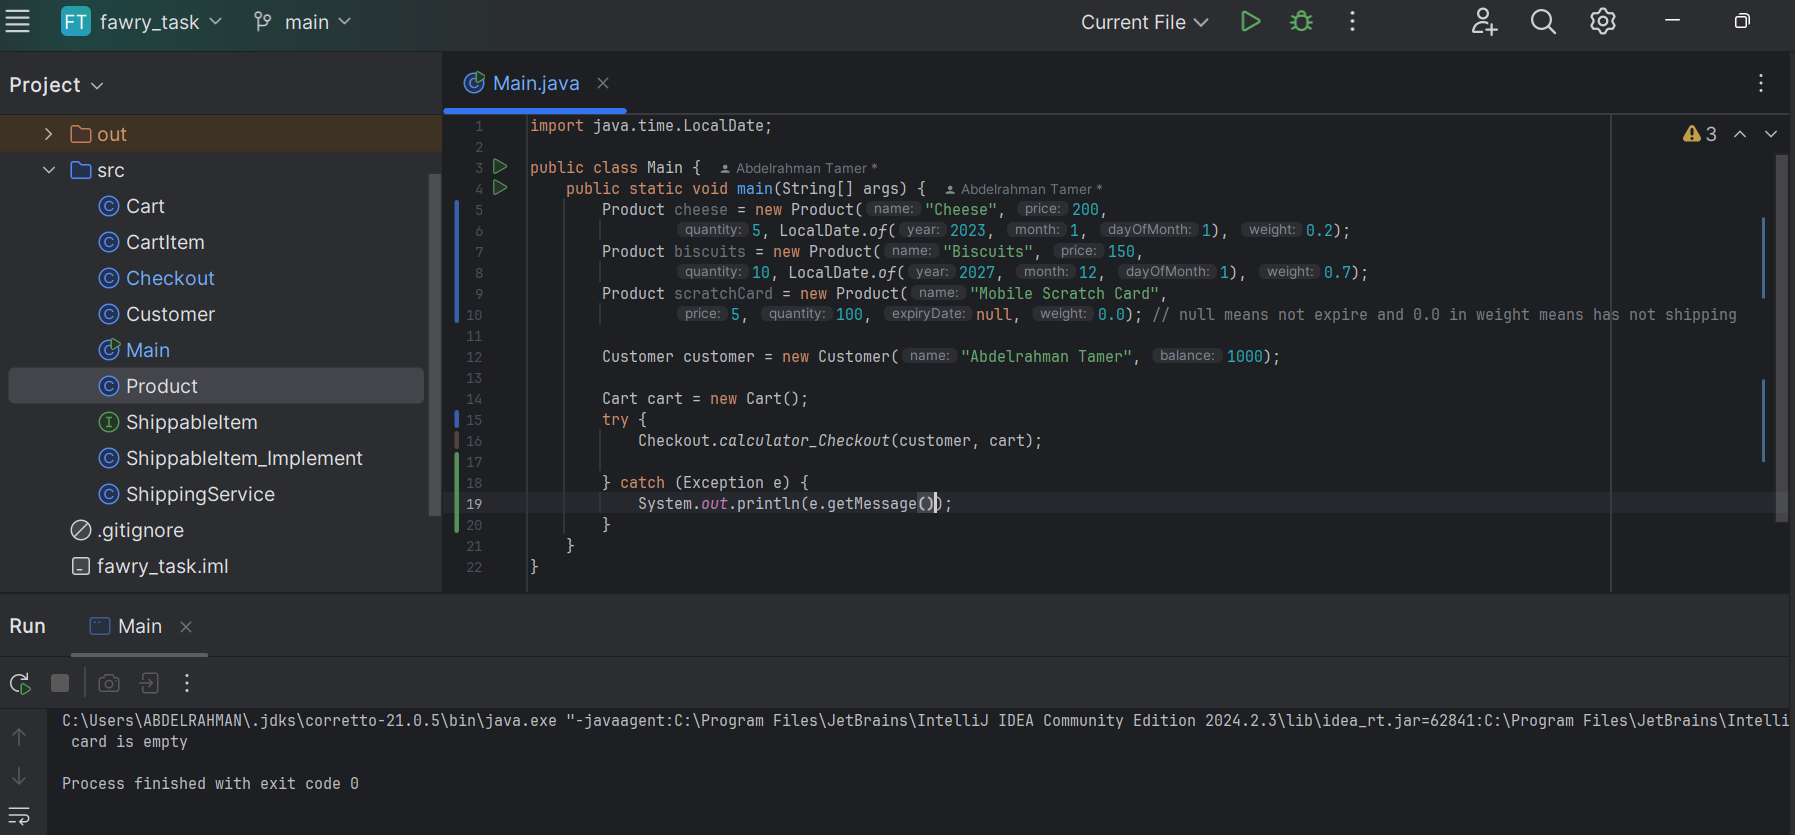 FT fawry_task main Current File
Project
Main.java
out
src
Cart
CartItem
Checkout
Customer
Main
Product
ShippableItem
ShippableItem_Implement
ShippingService
.gitignore
fawry_task.iml
3
1 import java.time.LocalDate;
2
3 public class Main { Abdelrahman Tamer *
4 public static void main(String[] args) { Abdelrahman Tamer *
5 Product cheese = new Product( name: "Cheese", price: 200,
6 quantity: 5, LocalDate.of( year: 2023, month: 1, dayOfMonth: 1), weight: 0.2);
7 Product biscuits = new Product( name: "Biscuits", price: 150,
8 quantity: 10, LocalDate.of( year: 2027, month: 12, dayOfMonth: 1), weight: 0.7);
9 Product scratchCard = new Product( name: "Mobile Scratch Card",
10 price: 5, quantity: 100, expiryDate: null, weight: 0.0); // null means not expire and 0.0 in weight means has not shipping
11
12 Customer customer = new Customer( name: "Abdelrahman Tamer", balance: 1000);
13
14 Cart cart = new Cart();
15 try {
16 Checkout.calculator_Checkout(customer, cart);
17
18 } catch (Exception e) {
19 System.out.println(e.getMessage());
20 }
21 }
22 }
Run Main
C:\Users\ABDELRAHMAN\.jdks\corretto-21.0.5\bin\java.exe "-javaagent:C:\Program Files\JetBrains\IntelliJ IDEA Community Edition 2024.2.3\lib\idea_rt.jar=62841:C:\Program Files\JetBrains\Intelli
card is empty
Process finished with exit code 0